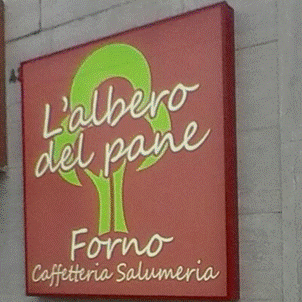 L'albero
del pane
Forno
Caffetteria Salumeria